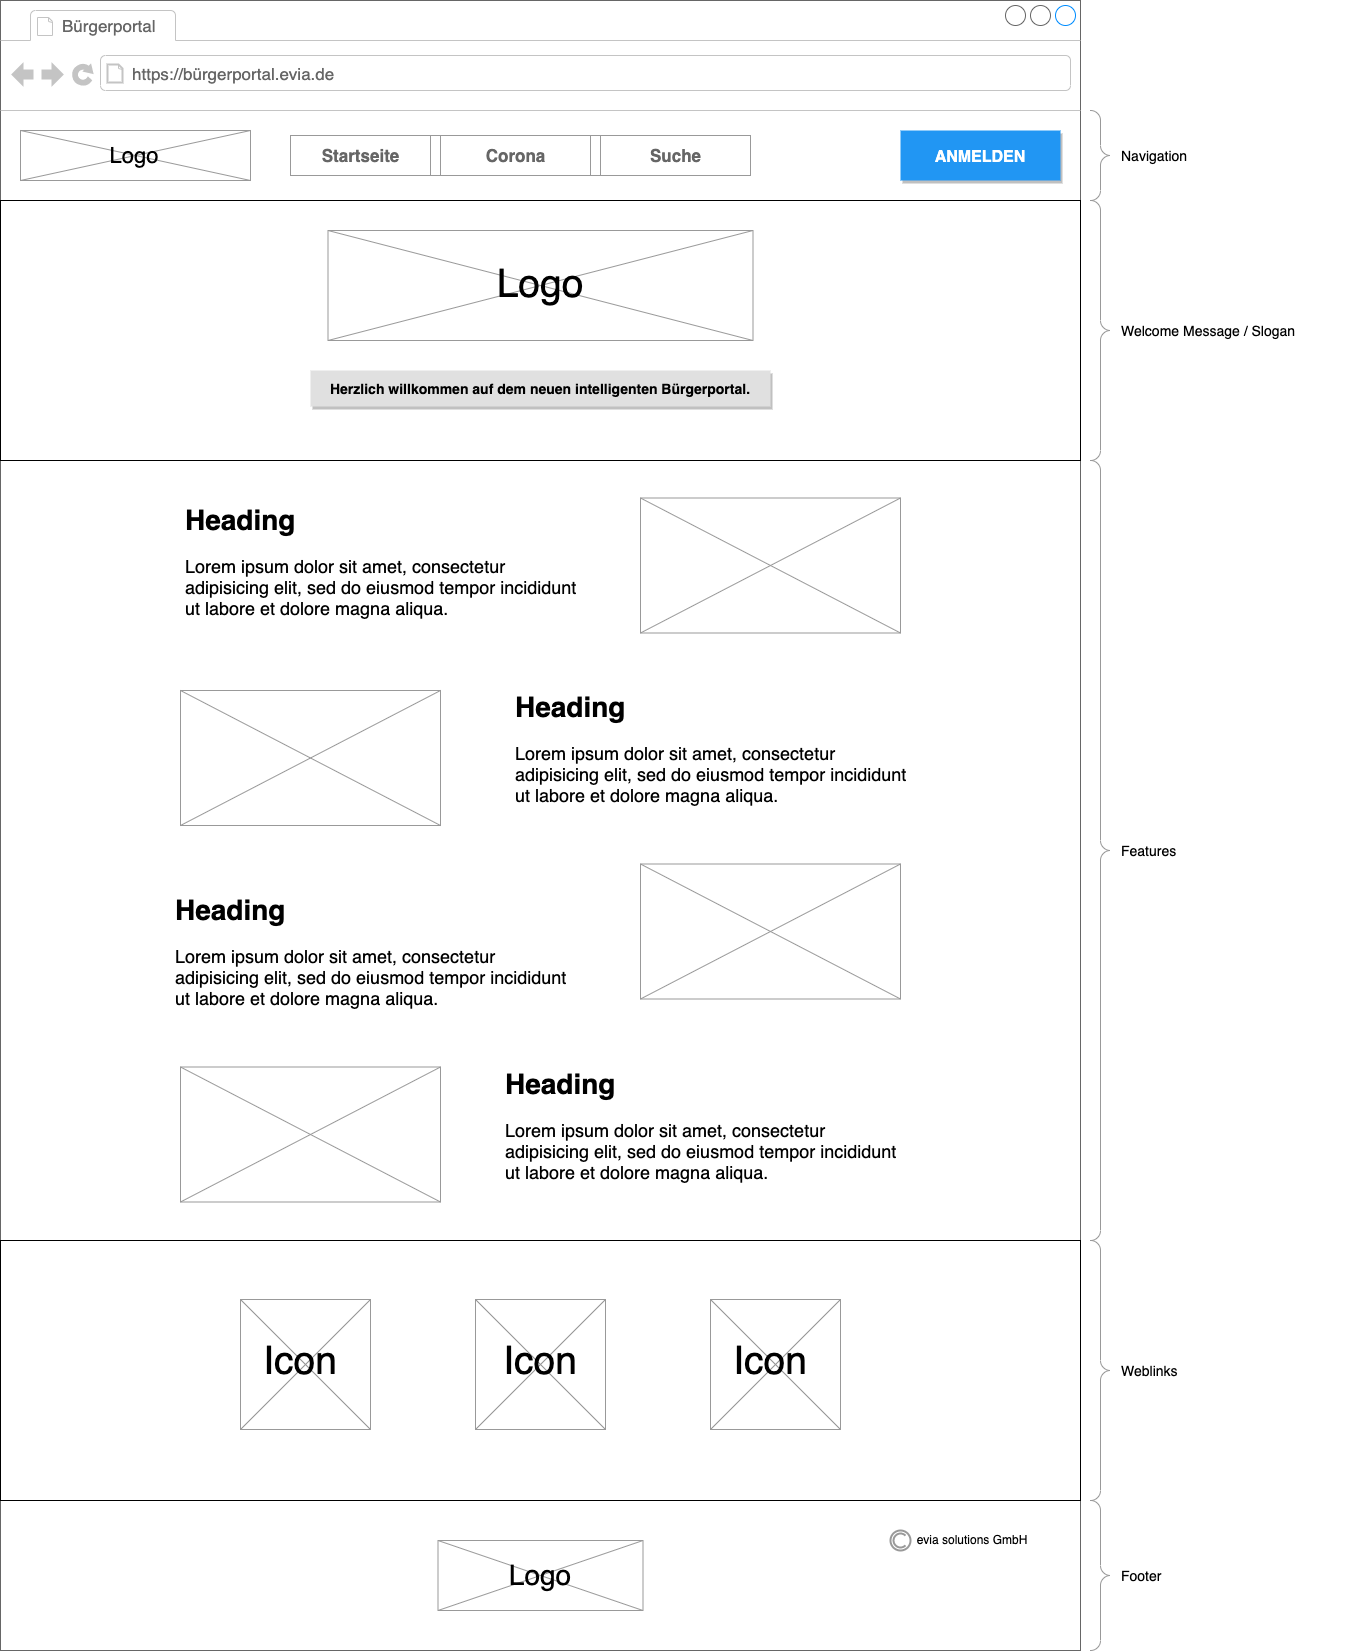 Bürgerportal
https://bürgerportal.evia.de
Logo
Startseite
Corona
Suche
ANMELDEN
Navigation
Logo
Welcome Message / Slogan
Herzlich willkommen auf dem neuen intelligenten Bürgerportal.
Heading
Lorem ipsum dolor sit amet, consectetur
adipisicing elit, sed do eiusmod tempor incididunt
ut labore et dolore magna aliqua.
Heading
Lorem ipsum dolor sit amet, consectetur
adipisicing elit, sed do eiusmod tempor incididunt
ut labore et dolore magna aliqua.
Features
Heading
Lorem ipsum dolor sit amet, consectetur
adipisicing elit, sed do eiusmod tempor incididunt
ut labore et dolore magna aliqua.
Heading
Lorem ipsum dolor sit amet, consectetur
adipisicing elit, sed do eiusmod tempor incididunt
ut labore et dolore magna aliqua.
Icon
Icon
Icon
Weblinks
© evia solutions GmbH
Logo
Footer